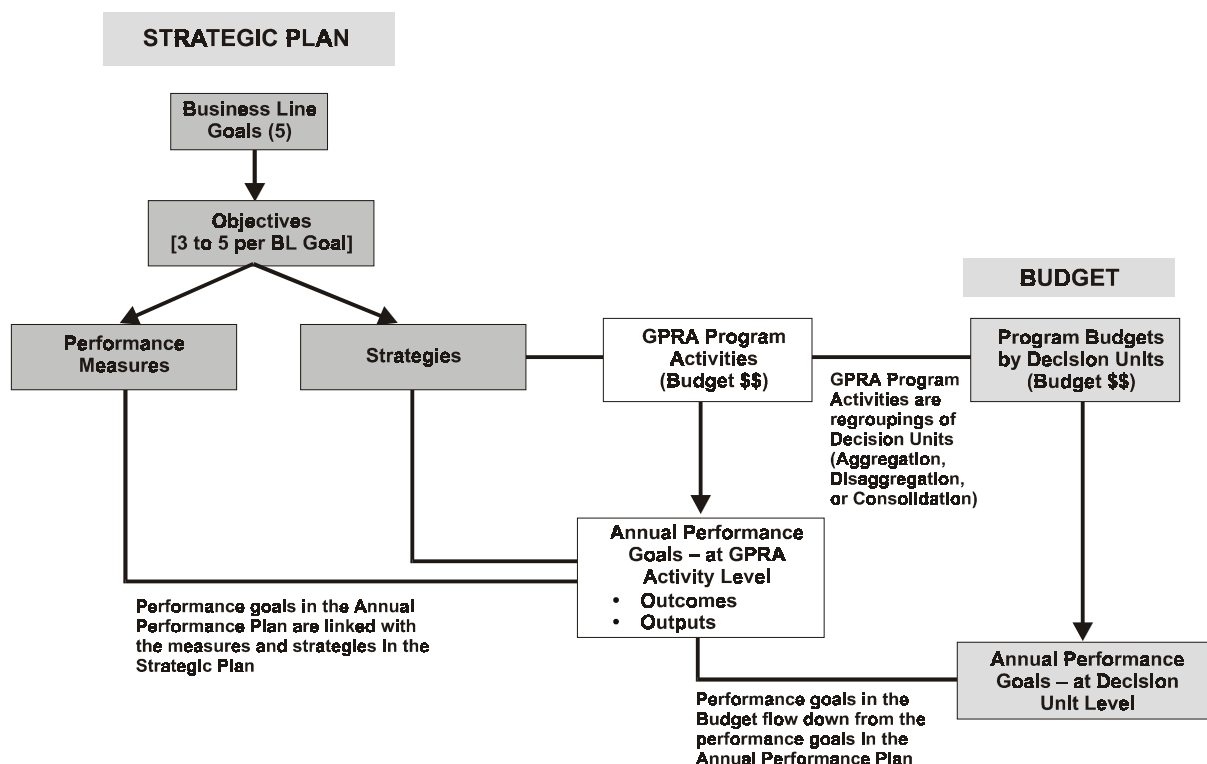 STRATEGIC PLAN
Business Line
Goals (5)
Objectives
[3 to 5 per BL Goal]
BUDGET
Performance
Measures
Strategies
GPRA Program
Activities
(Budget $$)
Program Budgets
by Decision Units
(Budget $$)
GPRA Program
Activities are
regroupings of
Decision Units
(Aggregation,
Disaggregation,
or Consolidation)
Annual Performance
Goals – at GPRA
Activity Level
• Outcomes
• Outputs
Performance goals in the Annual
Performance Plan are linked with
the measures and strategies in the
Strategic Plan
Annual Performance
Goals – at Decision
Unit Level
Performance goals in the
Budget flow down from the
performance goals in the
Annual Performance Plan